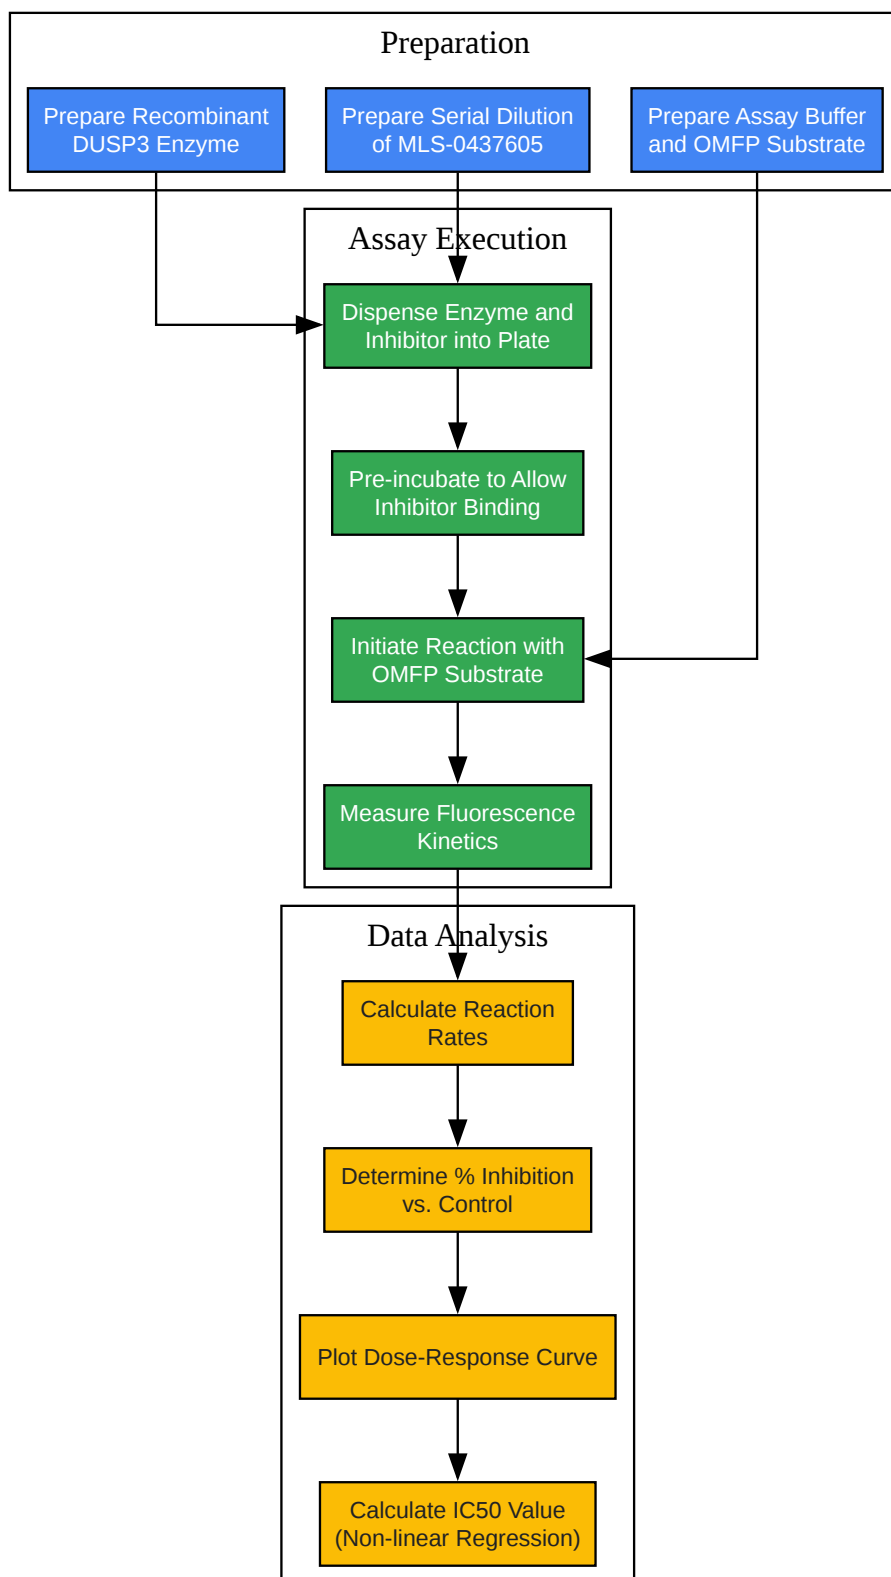 Preparation
Prepare Recombinant
DUSP3 Enzyme
Prepare Serial Dilution
of MLS-0437605
Prepare Assay Buffer
and OMFP Substrate
Assay Execution
Dispense Enzyme and
Inhibitor into Plate
Pre-incubate to Allow
Inhibitor Binding
Initiate Reaction with
OMFP Substrate
Measure Fluorescence
Kinetics
Data Analysis
Calculate Reaction
Rates
Determine % Inhibition
vs. Control
Plot Dose-Response Curve
Calculate IC50 Value
(Non-linear Regression)